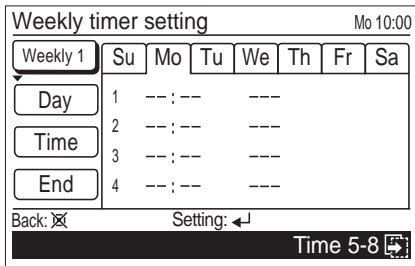 Weekly timer setting Mo 10:00
Weekly 1 Su Mo Tu We Th Fr Sa
Day 1 --:-- ---
2 --:-- ---
Time 3 --:-- ---
End 4 --:-- ---
Back: Setting:
Time 5-8